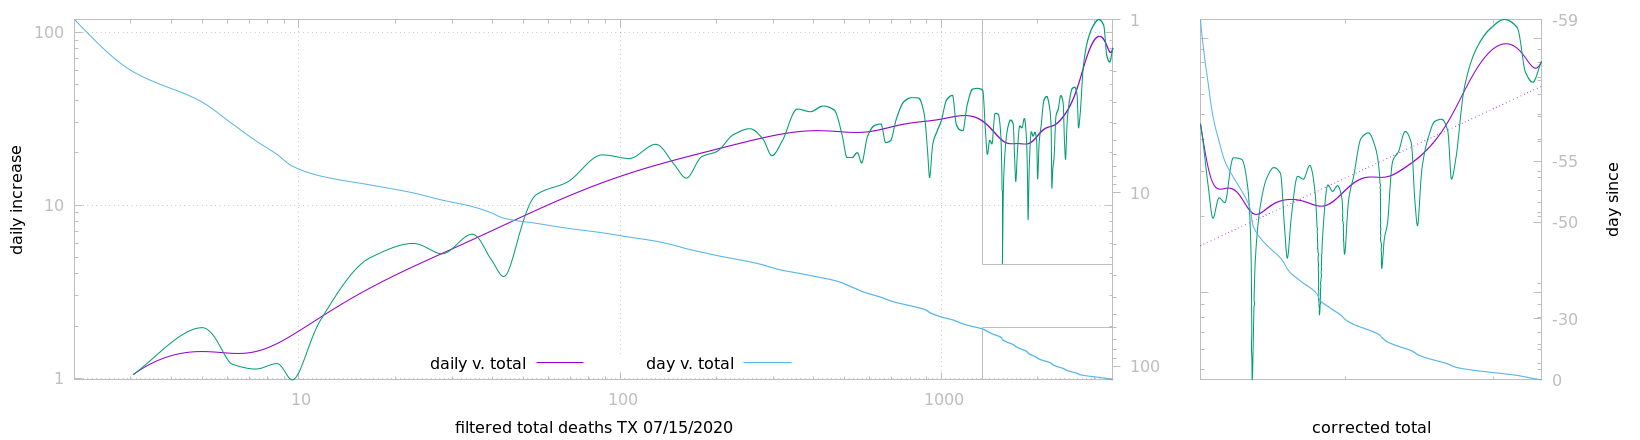 100
10
1
daily increase
10
100
1000
filtered total deaths TX 07/15/2020
daily v. total
day v. total
1
10
100
-59
-55
-50
-30
0
day since
corrected total